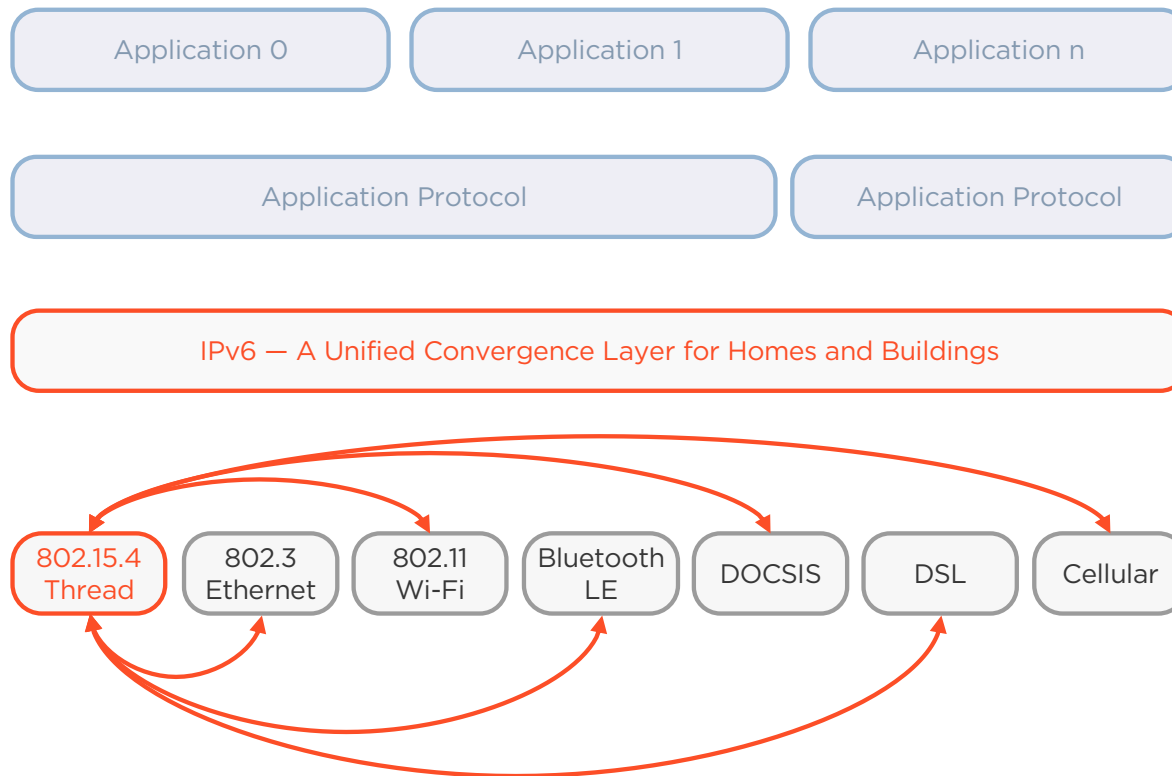 Application 0
Application 1
Application n
Application Protocol
Application Protocol
IPv6 — A Unified Convergence Layer for Homes and Buildings
802.15.4
Thread
802.3
Ethernet
802.11
Wi-Fi
Bluetooth
LE
DOCSIS
DSL
Cellular